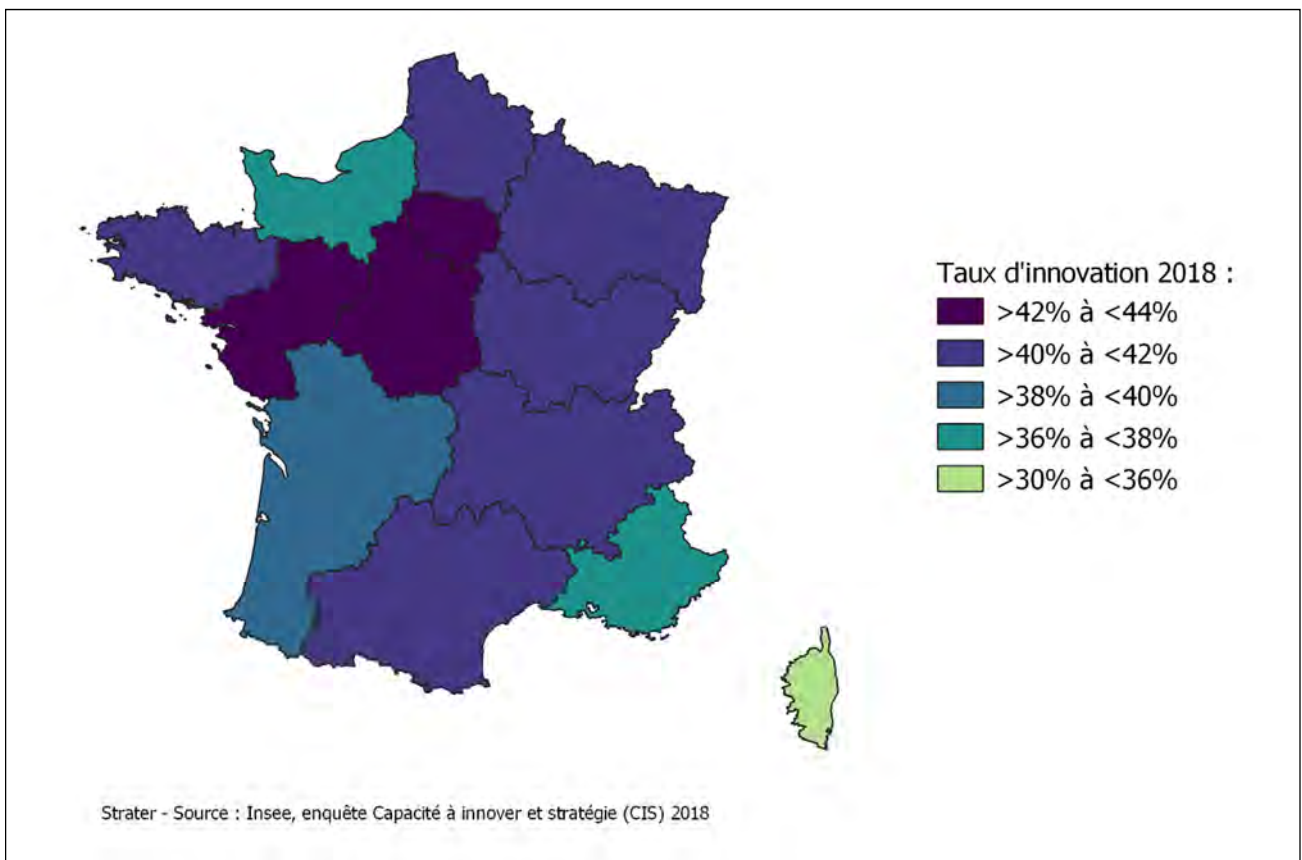 Taux d'innovation 2018 :
>42% à <44%
>40% à <42%
>38% à <40%
>36% à <38%
>30% à <36%
Strater - Source : Insee, enquête Capacité à innover et stratégie (CIS) 2018